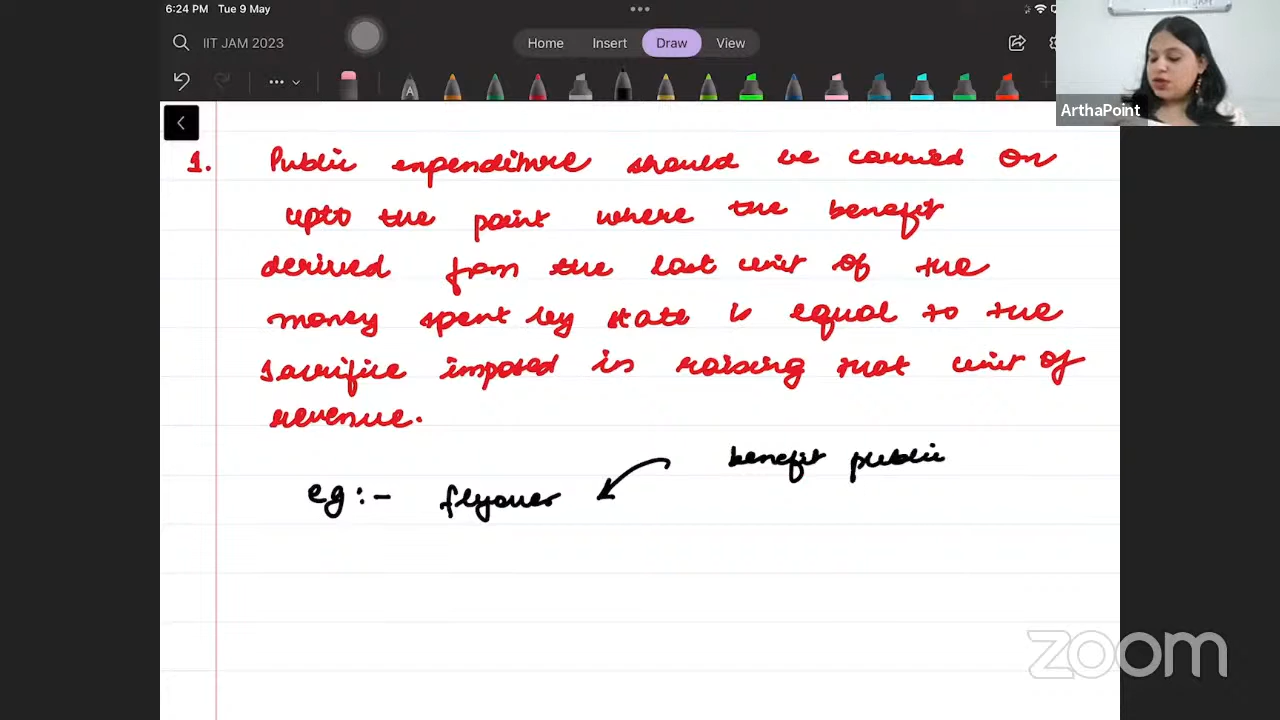 6:24 PM Tue 9 May
IIT JAM 2023
Home Insert Draw View
A
ArthaPoint
1. Public expenditure should be carried on
upto the point where the benefit
derived from the last unit of the
money spent by state is equal to the
sacrifice imposed in raising that unit of
revenue.
benefit public
eg:- flyover
zoom